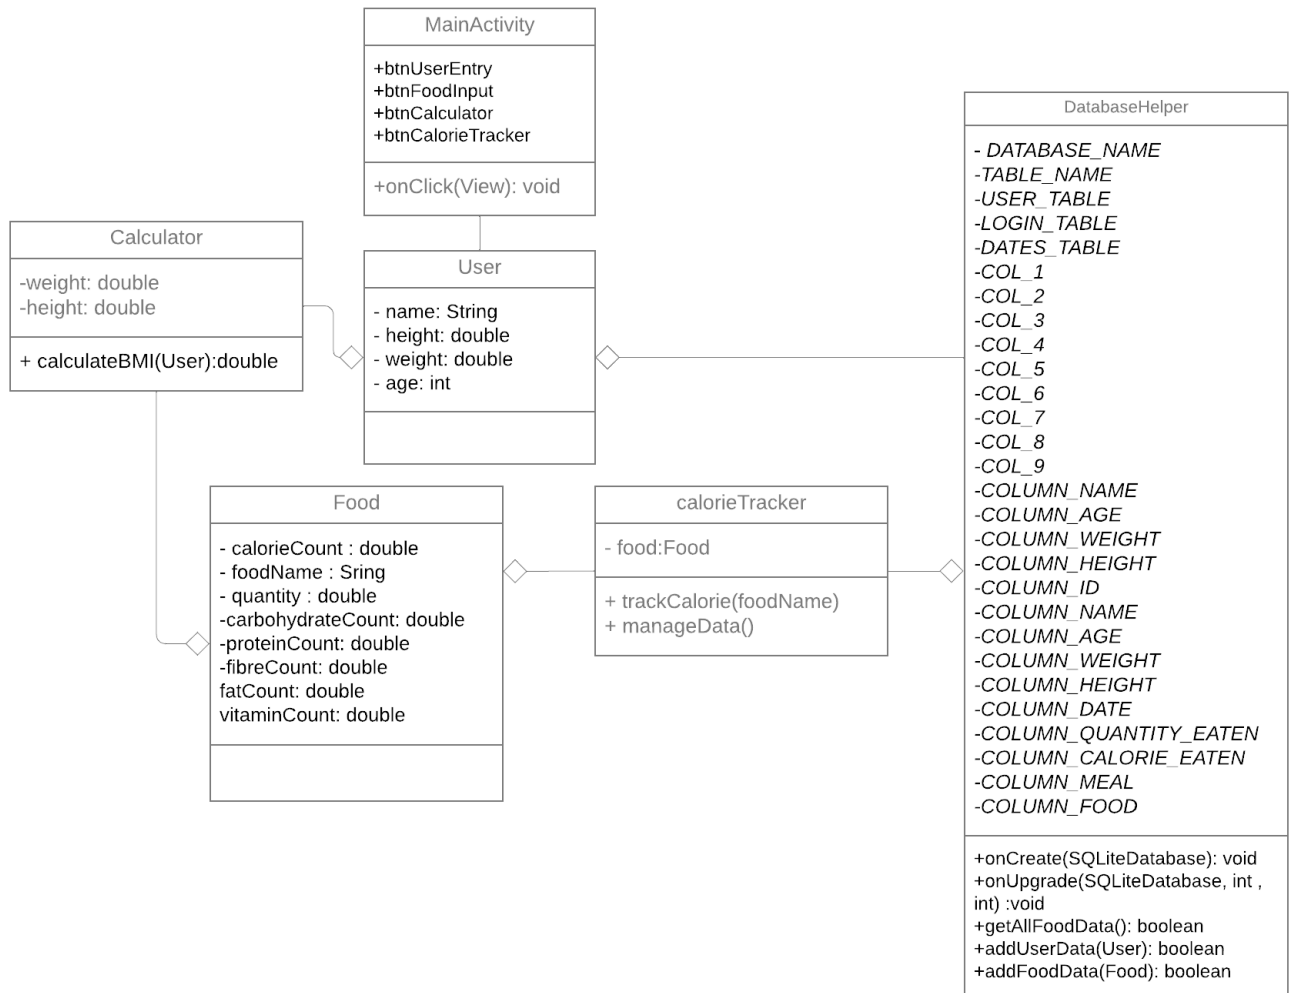 MainActivity
+btnUserEntry
+btnFoodInput
+btnCalculator
+btnCalorieTracker
+onClick(View): void
Calculator
-weight: double
-height: double
+ calculateBMI(User):double
User
- name: String
- height: double
- weight: double
- age: int
Food
- calorieCount : double
- foodName : Sring
- quantity : double
-carbohydrateCount: double
-proteinCount: double
-fibreCount: double
fatCount: double
vitaminCount: double
calorieTracker
- food:Food
+ trackCalorie(foodName)
+ manageData()
DatabaseHelper
- DATABASE_NAME
-TABLE_NAME
-USER_TABLE
-LOGIN_TABLE
-DATES_TABLE
-COL_1
-COL_2
-COL_3
-COL_4
-COL_5
-COL_6
-COL_7
-COL_8
-COL_9
-COLUMN_NAME
-COLUMN_AGE
-COLUMN_WEIGHT
-COLUMN_HEIGHT
-COLUMN_ID
-COLUMN_NAME
-COLUMN_AGE
-COLUMN_WEIGHT
-COLUMN_HEIGHT
-COLUMN_DATE
-COLUMN_QUANTITY_EATEN
-COLUMN_CALORIE_EATEN
-COLUMN_MEAL
-COLUMN_FOOD
+onCreate(SQLiteDatabase): void
+onUpgrade(SQLiteDatabase, int ,
int) :void
+getAllFoodData(): boolean
+addUserData(User): boolean
+addFoodData(Food): boolean